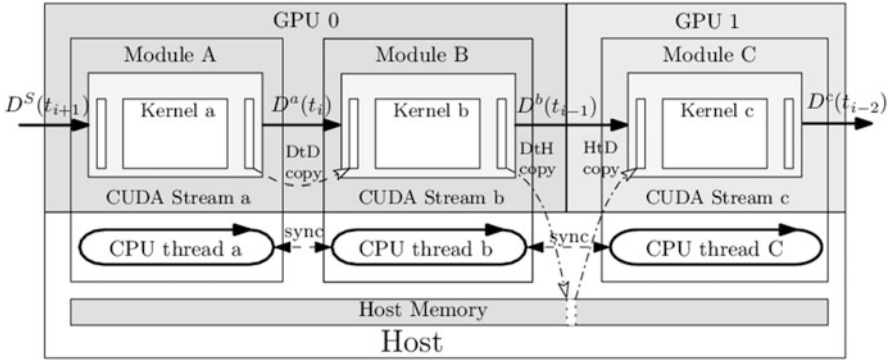 GPU 0
GPU 1
Module A
Module B
Module C
D^S(t_{i+1})
Kernel a
D^a(t_i)
Kernel b
D^b(t_{i-1})
Kernel c
D^c(t_{i-2})
DtD
copy
DtH
copy
HtD
copy
CUDA Stream a
CUDA Stream b
CUDA Stream c
CPU thread a
sync
CPU thread b
sync
CPU thread C
Host Memory
Host